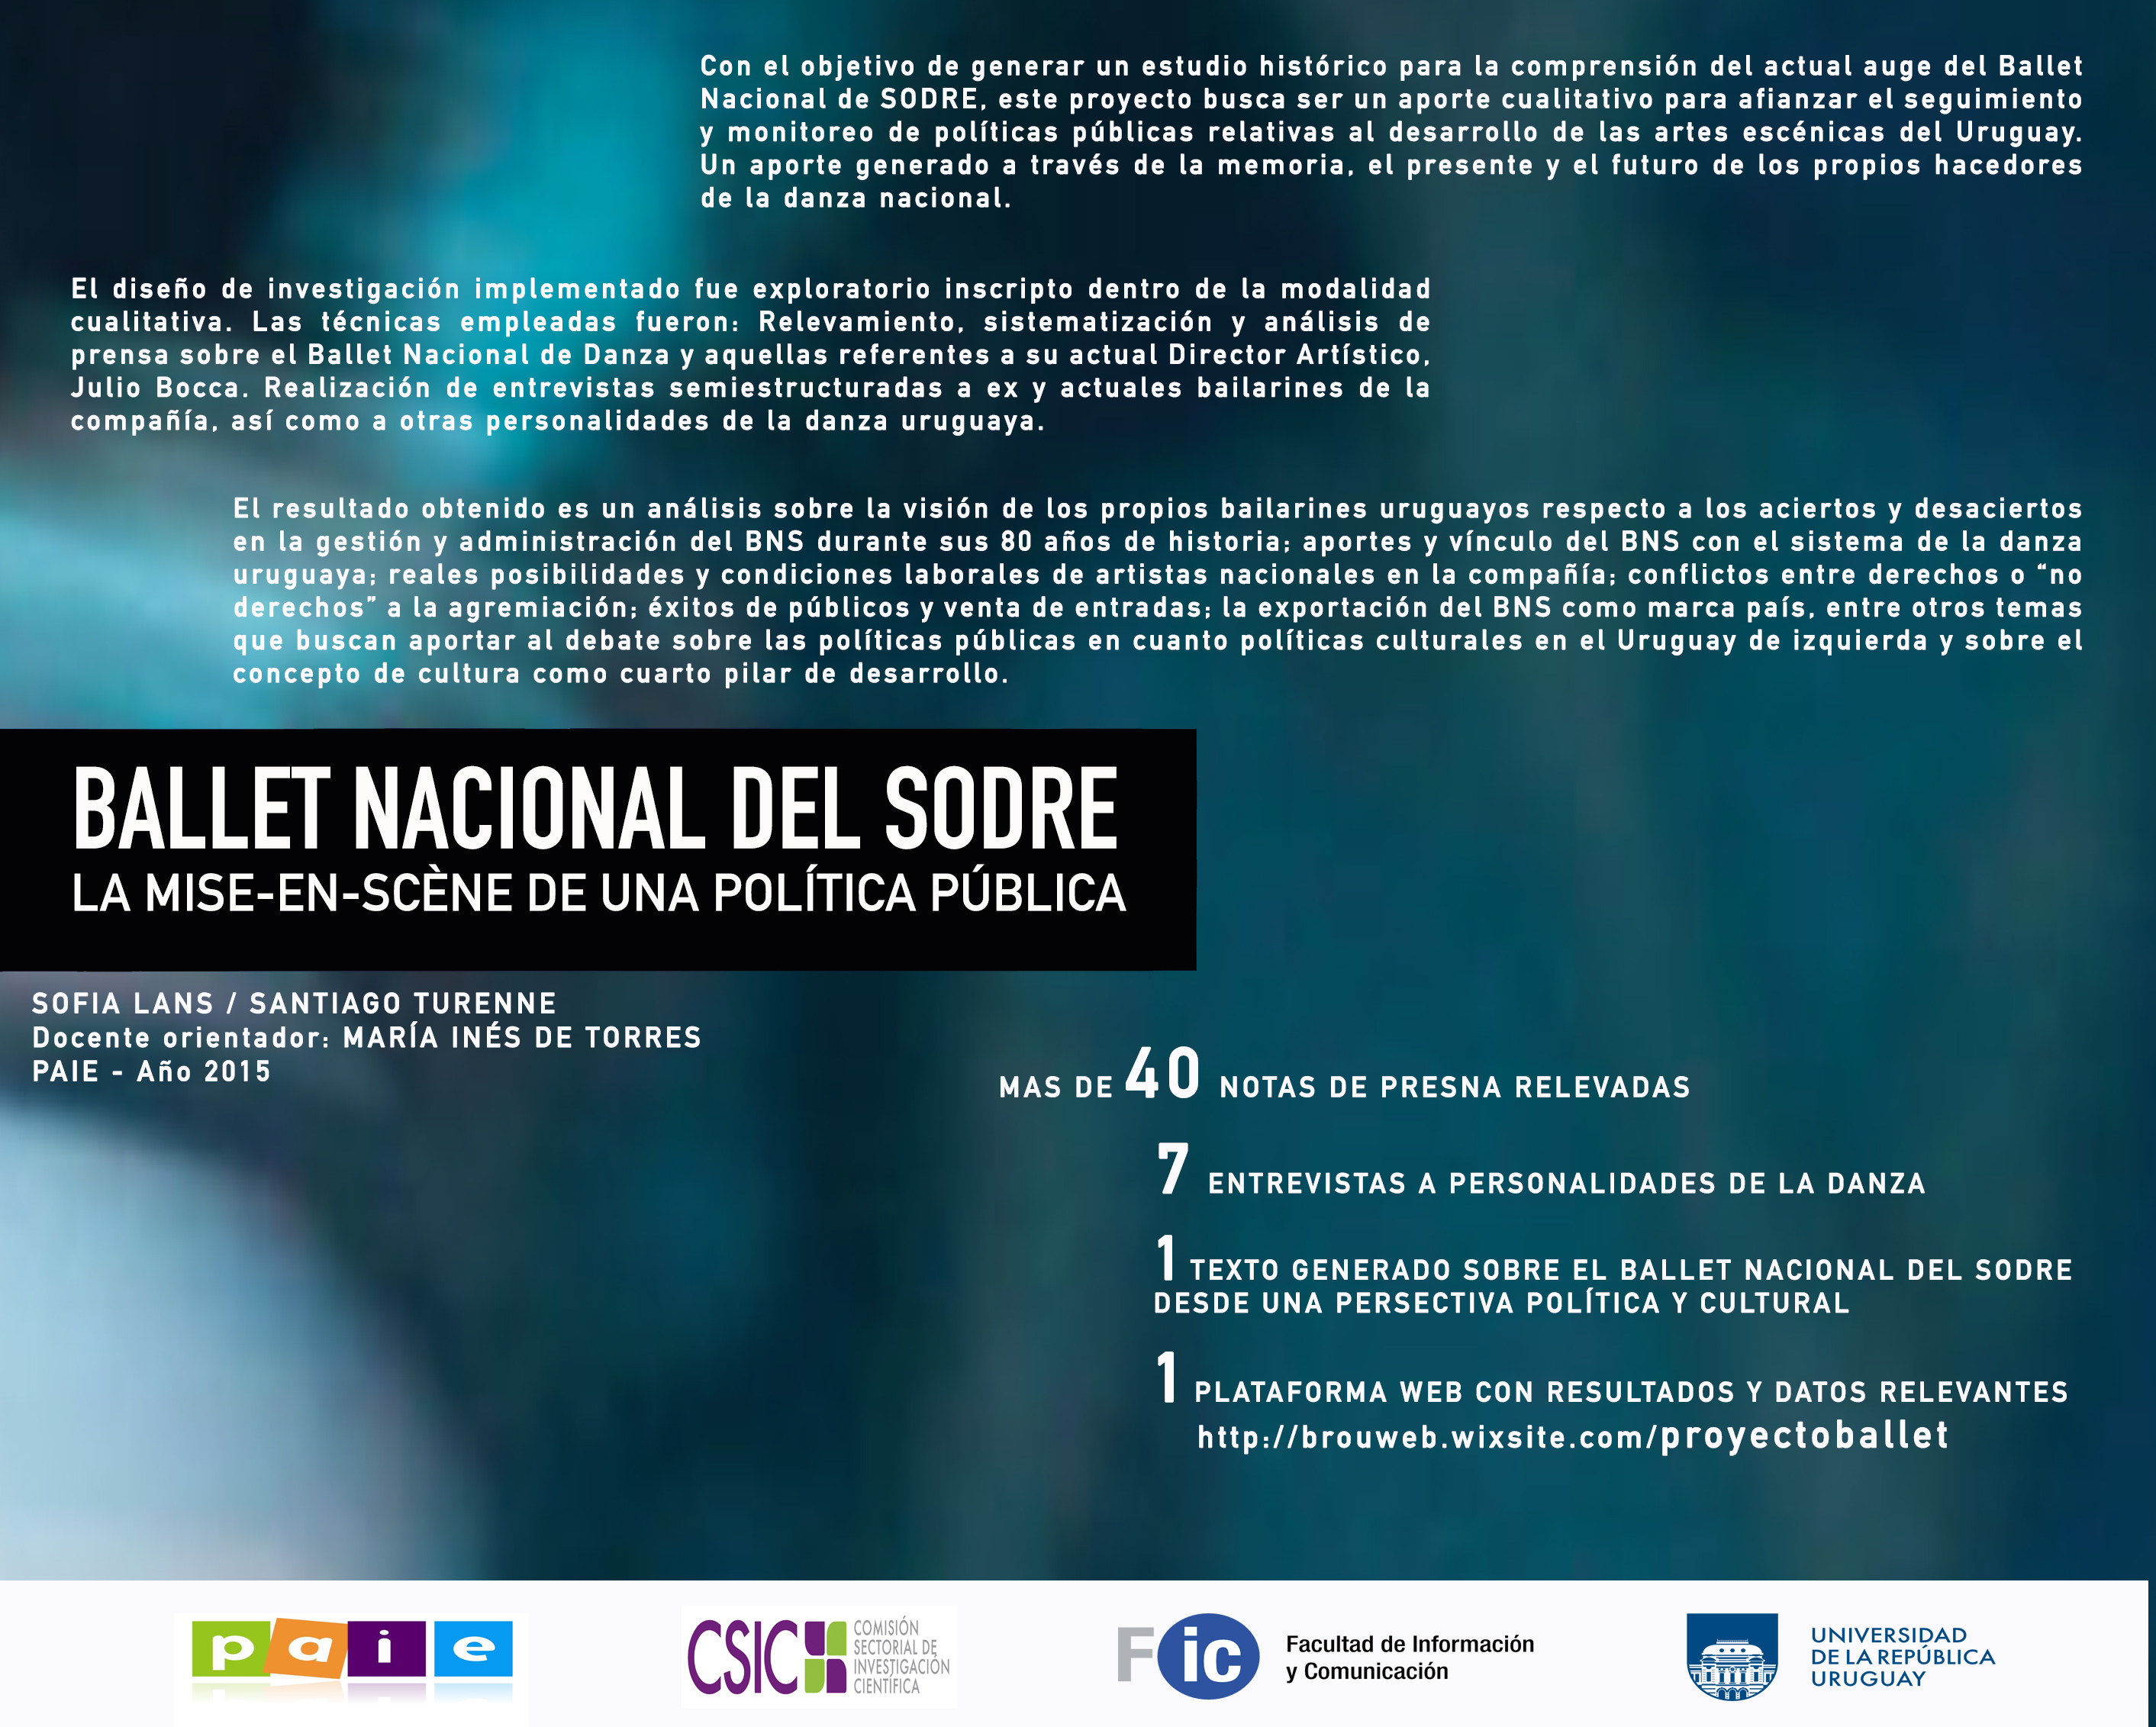 Con el objetivo de generar un estudio histórico para la comprensión del actual auge del Ballet
Nacional de SODRE, este proyecto busca ser un aporte cualitativo para afianzar el seguimiento
y monitoreo de políticas públicas relativas al desarrollo de las artes escénicas del Uruguay.
Un aporte generado a través de la memoria, el presente y el futuro de los propios hacedores
de la danza nacional.
El diseño de investigación implementado fue exploratorio inscripto dentro de la modalidad
cualitativa. Las técnicas empleadas fueron: Relevamiento, sistematización y análisis de
prensa sobre el Ballet Nacional de Danza y aquellas referentes a su actual Director Artístico,
Julio Bocca. Realización de entrevistas semiestructuradas a ex y actuales bailarines de la
compañía, así como a otras personalidades de la danza uruguaya.
El resultado obtenido es un análisis sobre la visión de los propios bailarines uruguayos respecto a los aciertos y desaciertos
en la gestión y administración del BNS durante sus 80 años de historia; aportes y vínculo del BNS con el sistema de la danza
uruguaya; reales posibilidades y condiciones laborales de artistas nacionales en la compañía; conflictos entre derechos o “no
derechos” a la agremiación; éxitos de públicos y venta de entradas; la exportación del BNS como marca país, entre otros temas
que buscan aportar al debate sobre las políticas públicas en cuanto políticas culturales en el Uruguay de izquierda y sobre el
concepto de cultura como cuarto pilar de desarrollo.
BALLET NACIONAL DEL SODRE
LA MISE-EN-SCÈNE DE UNA POLÍTICA PÚBLICA
SOFIA LANS / SANTIAGO TURENNE
Docente orientador: MARÍA INÉS DE TORRES
PAIE - Año 2015
MAS DE 40 NOTAS DE PRESNA RELEVADAS
7 ENTREVISTAS A PERSONALIDADES DE LA DANZA
1 TEXTO GENERADO SOBRE EL BALLET NACIONAL DEL SODRE
DESDE UNA PERSECTIVA POLÍTICA Y CULTURAL
1 PLATAFORMA WEB CON RESULTADOS Y DATOS RELEVANTES
http://brouweb.wixsite.com/proyectoballet
paie
CSIC
COMISIÓN
SECTORIAL DE
INVESTIGACIÓN
CIENTÍFICA
Fic
Facultad de Información
y Comunicación
UNIVERSIDAD
DE LA REPÚBLICA
URUGUAY